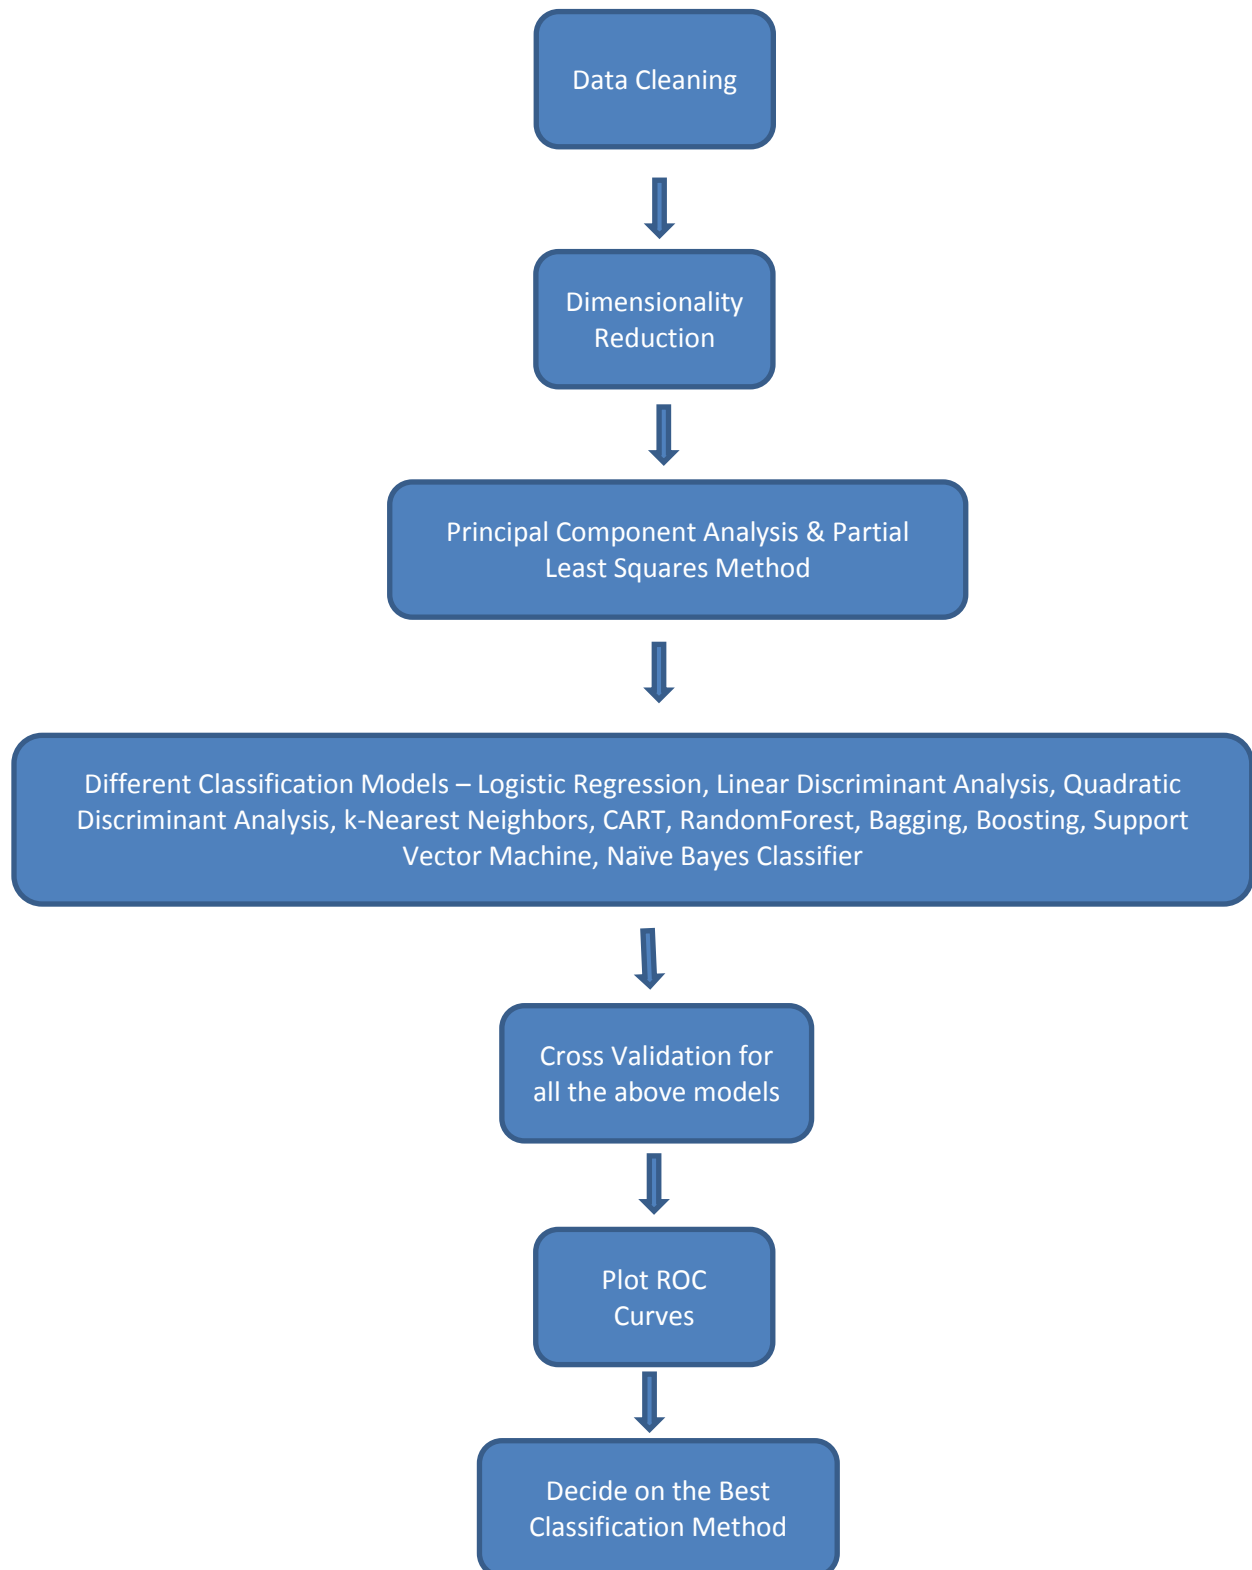 Data Cleaning
Dimensionality
Reduction
Principal Component Analysis & Partial
Least Squares Method
Different Classification Models – Logistic Regression, Linear Discriminant Analysis, Quadratic
Discriminant Analysis, k-Nearest Neighbors, CART, RandomForest, Bagging, Boosting, Support
Vector Machine, Naïve Bayes Classifier
Cross Validation for
all the above models
Plot ROC
Curves
Decide on the Best
Classification Method